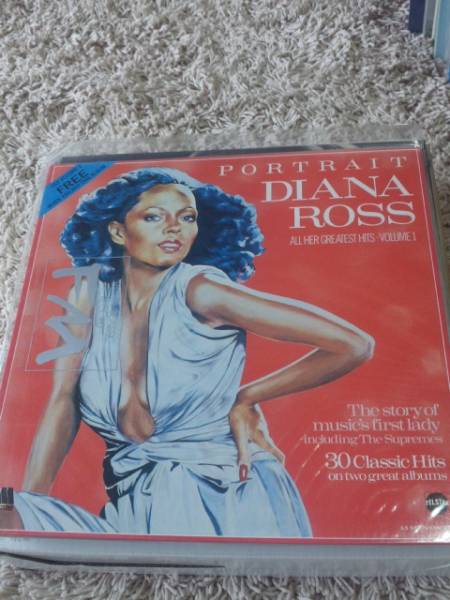 FREE
PORTRAIT
DIANA
ROSS
ALL HER GREATEST HITS · VOLUME 1
The story of
music's first lady
including The Supremes
30 Classic Hits
on two great albums